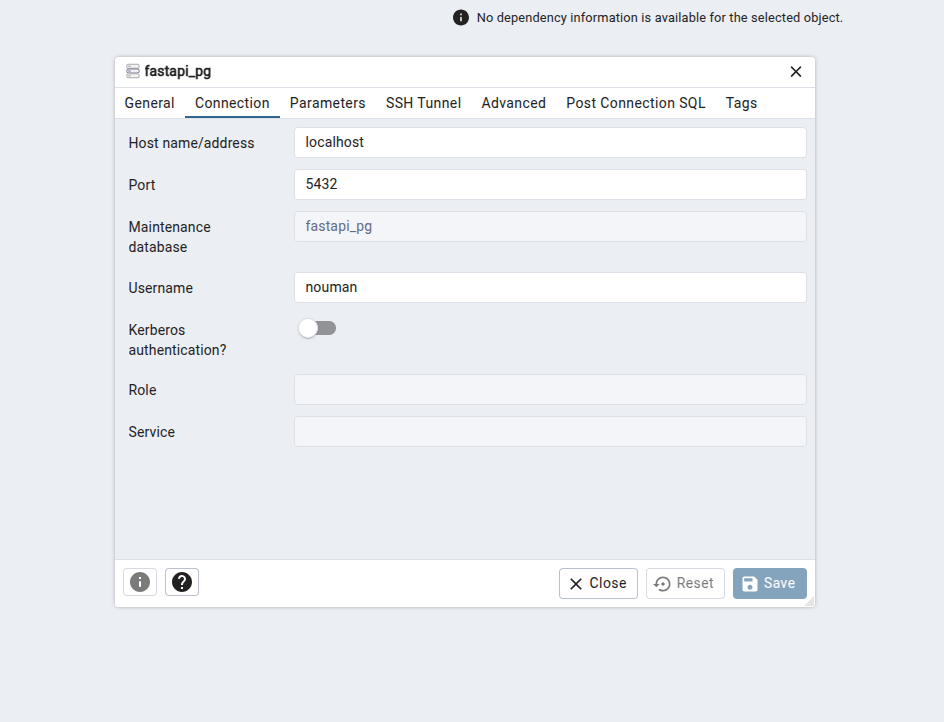 No dependency information is available for the selected object.
fastapi_pg
General Connection Parameters SSH Tunnel Advanced Post Connection SQL Tags
Host name/address localhost
Port 5432
Maintenance fastapi_pg
database
Username nouman
Kerberos
authentication?
Role
Service
Close Reset Save